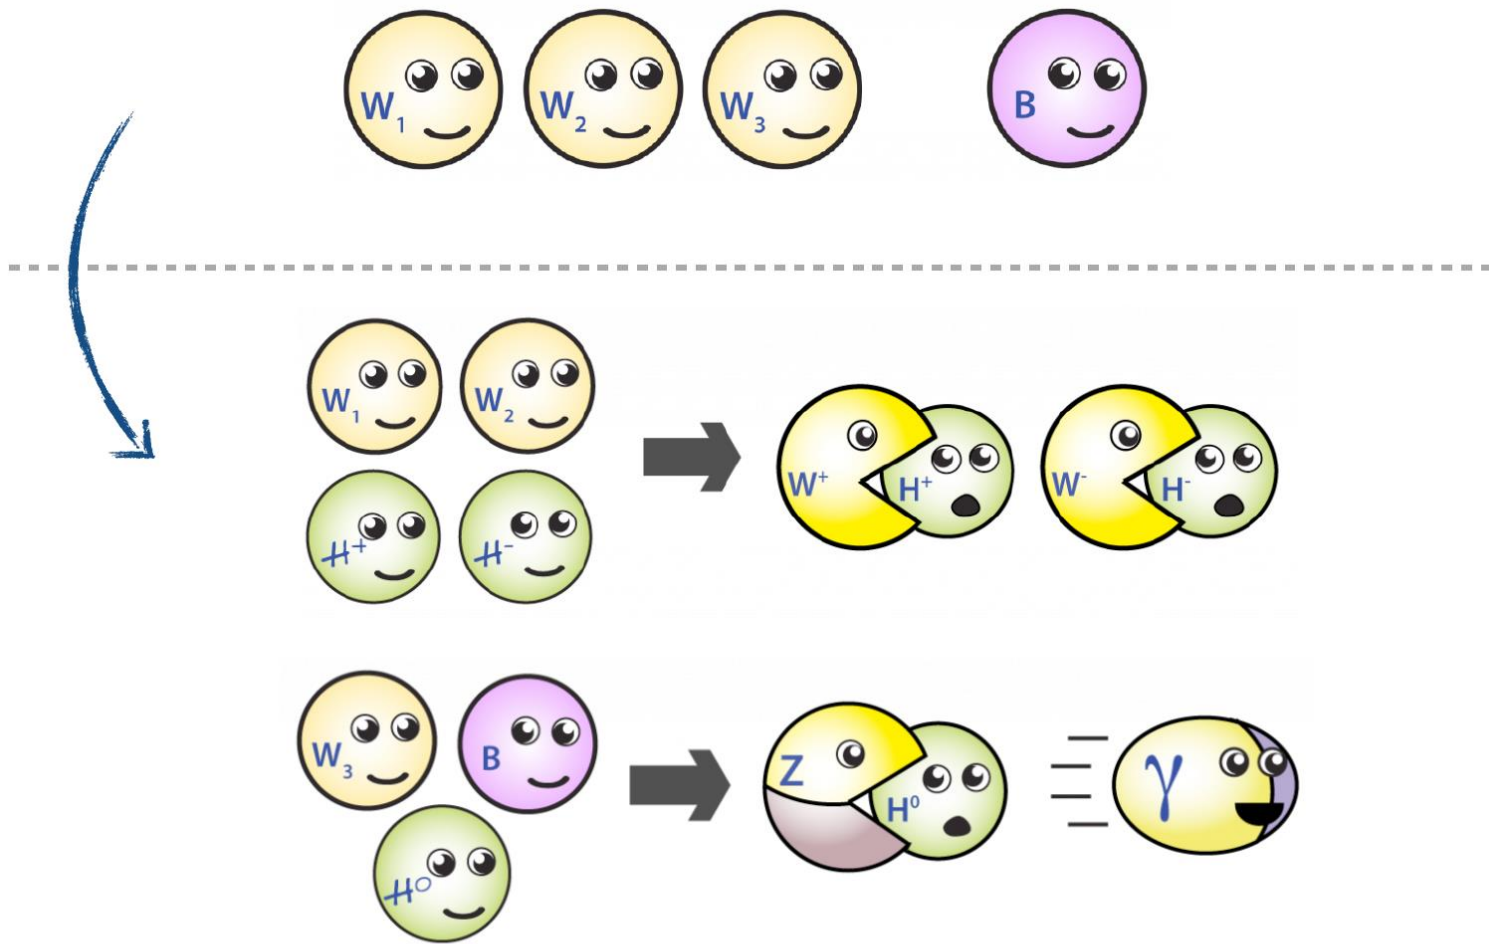 W₁ W₂ W₃ B
W₁ W₂
W⁺ H⁺ W⁻ H⁻
H⁺ H⁻
W₃ B Z H⁰ γ
H⁰